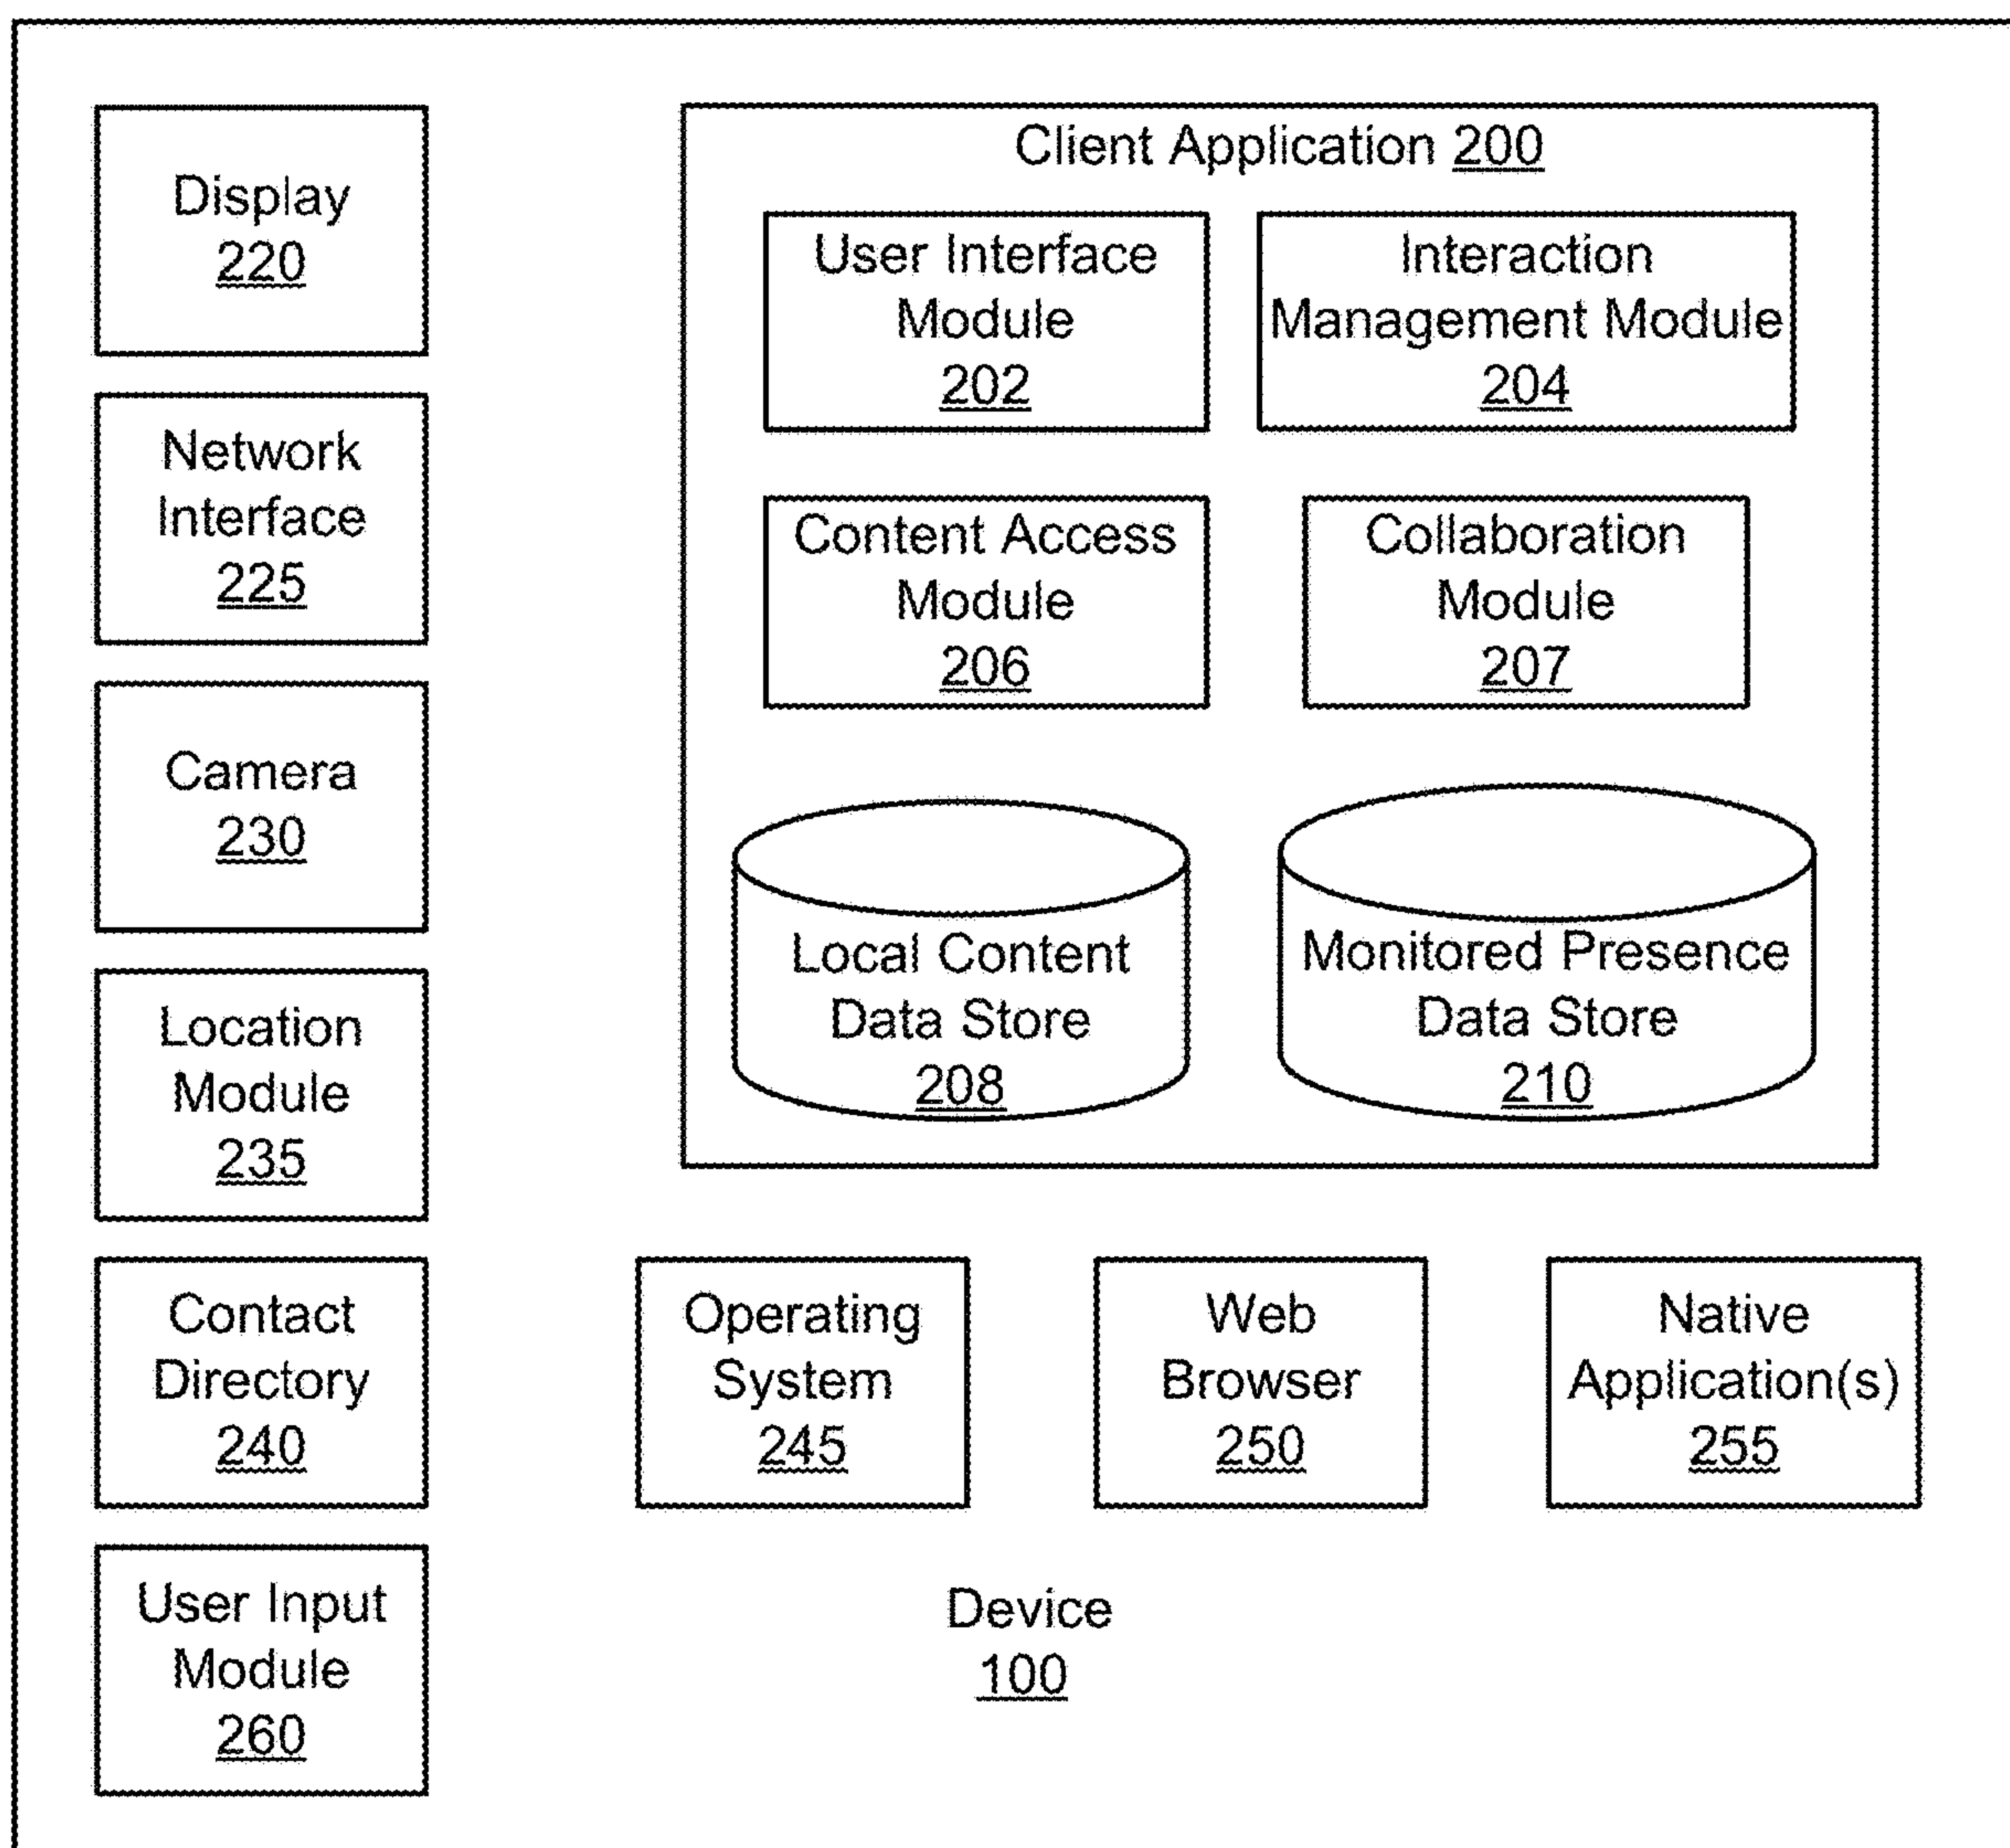 Display
220
Network
Interface
225
Camera
230
Location
Module
235
Contact
Directory
240
User Input
Module
260
Client Application 200
User Interface
Module
202
Interaction
Management Module
204
Content Access
Module
206
Collaboration
Module
207
Local Content
Data Store
208
Monitored Presence
Data Store
210
Operating
System
245
Web
Browser
250
Native
Application(s)
255
Device
100